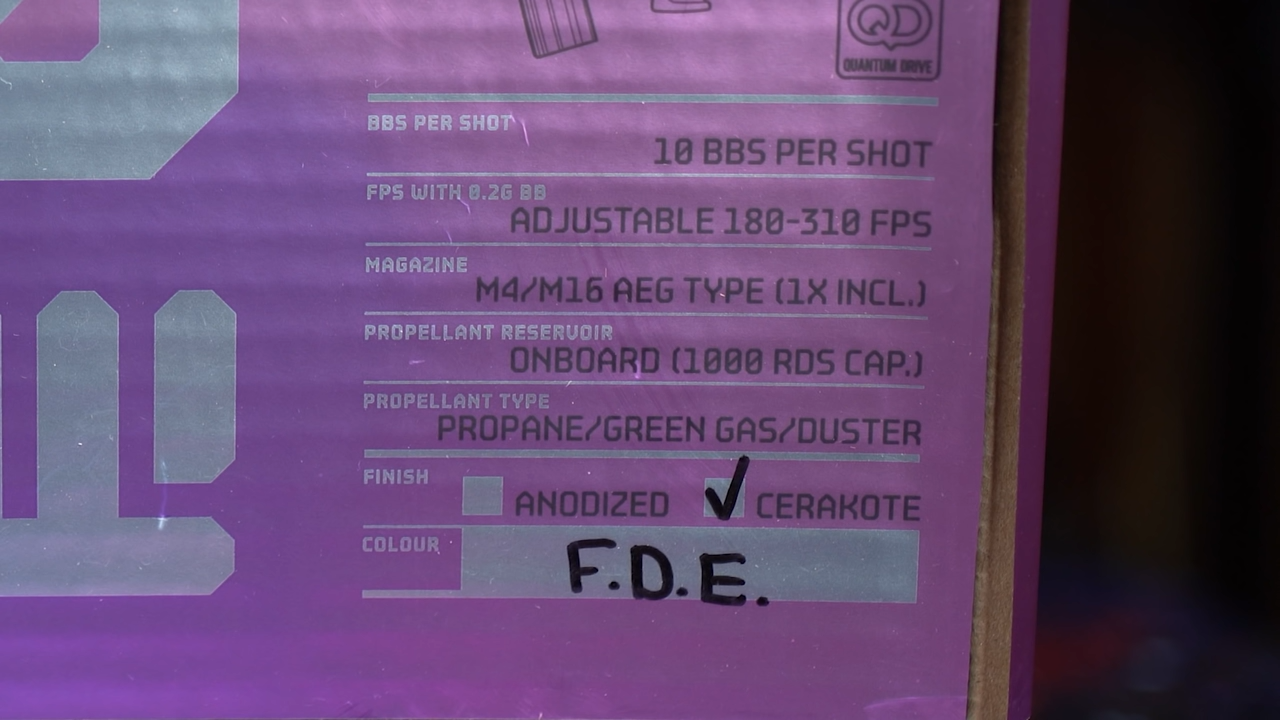 QD
QUANTUM DRIVE
BBS PER SHOT
10 BBS PER SHOT
FPS WITH 0.2G BB
ADJUSTABLE 180-310 FPS
MAGAZINE
M4/M16 AEG TYPE (1X INCL.)
PROPELLANT RESERVOIR
ONBOARD (1000 RDS CAP.)
PROPELLANT TYPE
PROPANE/GREEN GAS/DUSTER
FINISH
ANODIZED ✓ CERAKOTE
COLOUR
F.D.E.